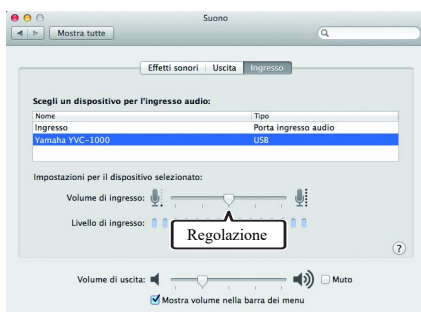 Suono
Mostra tutte
Effetti sonori Uscita Ingresso
Scegli un dispositivo per l'ingresso audio:
Nome Tipo
Ingresso Porta ingresso audio
Yamaha YVC-1000 USB
Impostazioni per il dispositivo selezionato:
Volume di ingresso:
Livello di ingresso:
Regolazione
?
Volume di uscita: Muto
Mostra volume nella barra dei menu